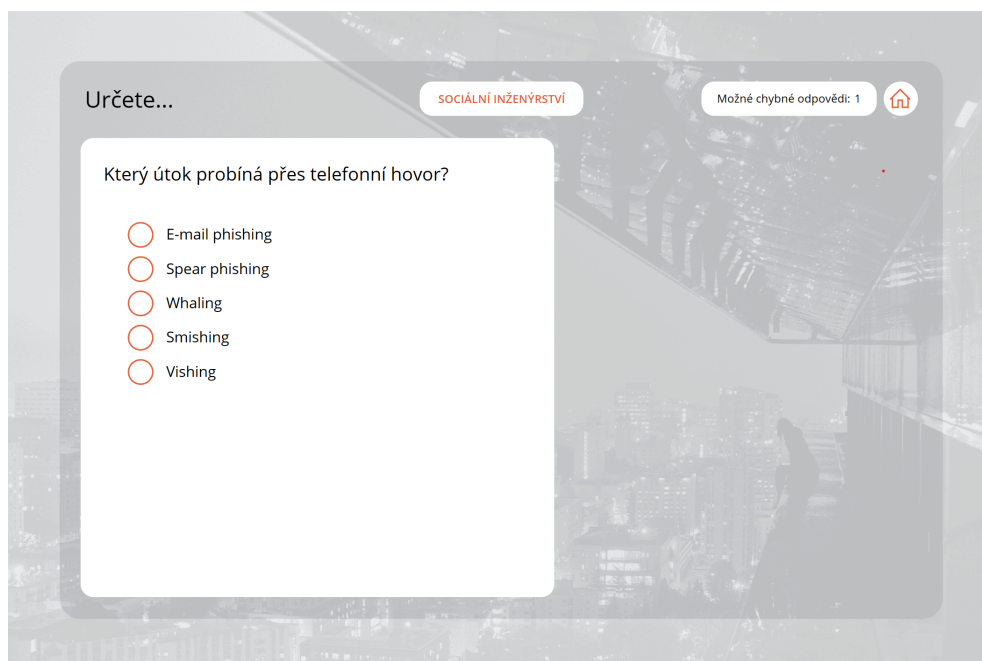 Určete...
SOCIÁLNÍ INŽENÝRSTVÍ
Možné chybné odpovědi: 1
Který útok probíná přes telefonní hovor?
E-mail phishing
Spear phishing
Whaling
Smishing
Vishing